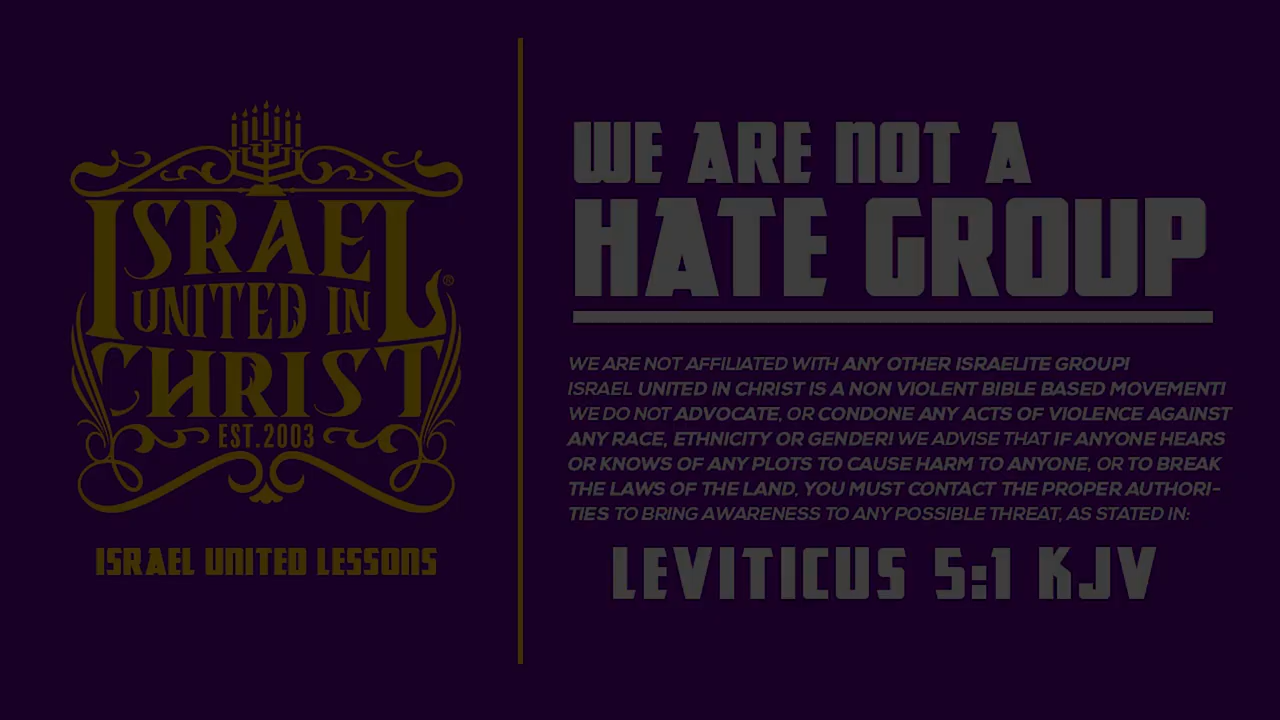 ISRAEL
UNITED IN
CHRIST
®
EST.2003
ISRAEL UNITED LESSONS
WE ARE NOT A
HATE GROUP
WE ARE NOT AFFILIATED WITH ANY OTHER ISRAELITE GROUP!
ISRAEL UNITED IN CHRIST IS A NON VIOLENT BIBLE BASED MOVEMENT!
WE DO NOT ADVOCATE, OR CONDONE ANY ACTS OF VIOLENCE AGAINST
ANY RACE, ETHNICITY OR GENDER! WE ADVISE THAT IF ANYONE HEARS
OR KNOWS OF ANY PLOTS TO CAUSE HARM TO ANYONE, OR TO BREAK
THE LAWS OF THE LAND, YOU MUST CONTACT THE PROPER AUTHORI-
TIES TO BRING AWARENESS TO ANY POSSIBLE THREAT, AS STATED IN:
LEVITICUS 5:1 KJV